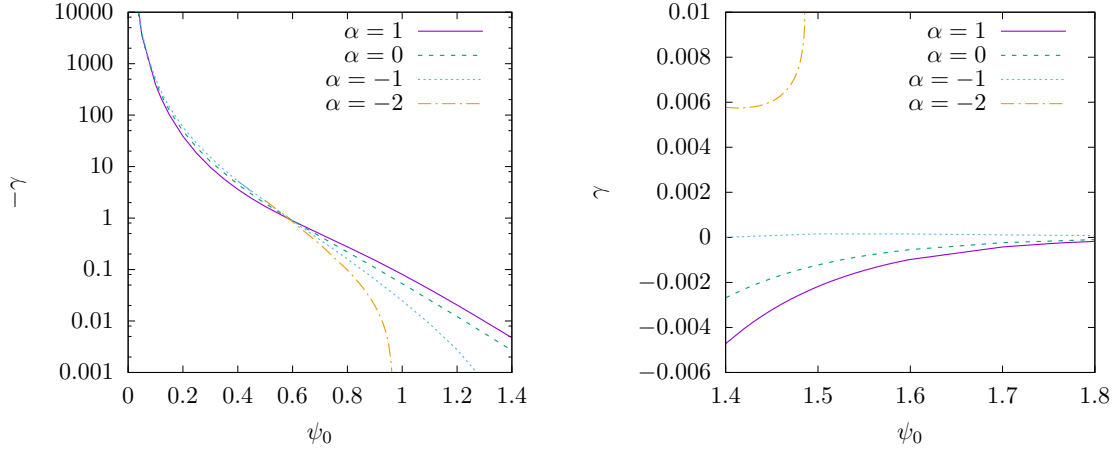 10000
1000
100
10
1
0.1
0.01
0.001
−γ
0 0.2 0.4 0.6 0.8 1 1.2 1.4
ψ₀
α = 1
α = 0
α = −1
α = −2
0.01
0.008
0.006
0.004
0.002
0
−0.002
−0.004
−0.006
γ
1.4 1.5 1.6 1.7 1.8
ψ₀
α = 1
α = 0
α = −1
α = −2